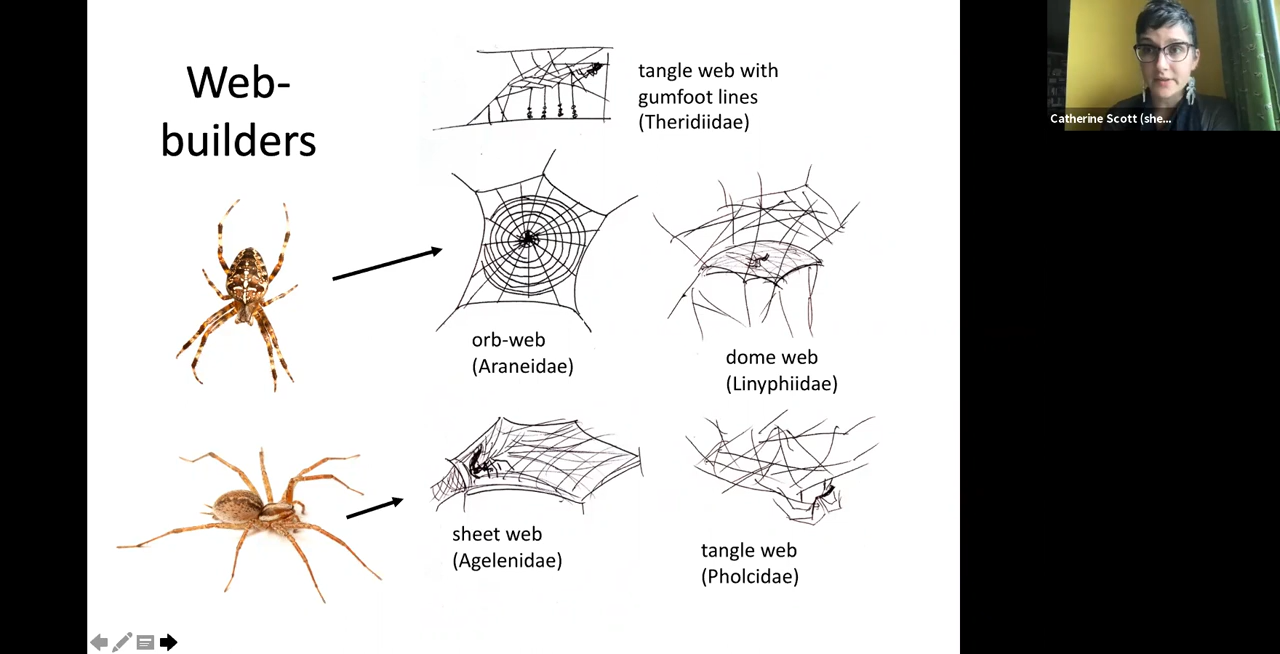 Web-
builders
tangle web with
gumfoot lines
(Theridiidae)
orb-web
(Araneidae)
dome web
(Linyphiidae)
sheet web
(Agelenidae)
tangle web
(Pholcidae)
Catherine Scott (she...